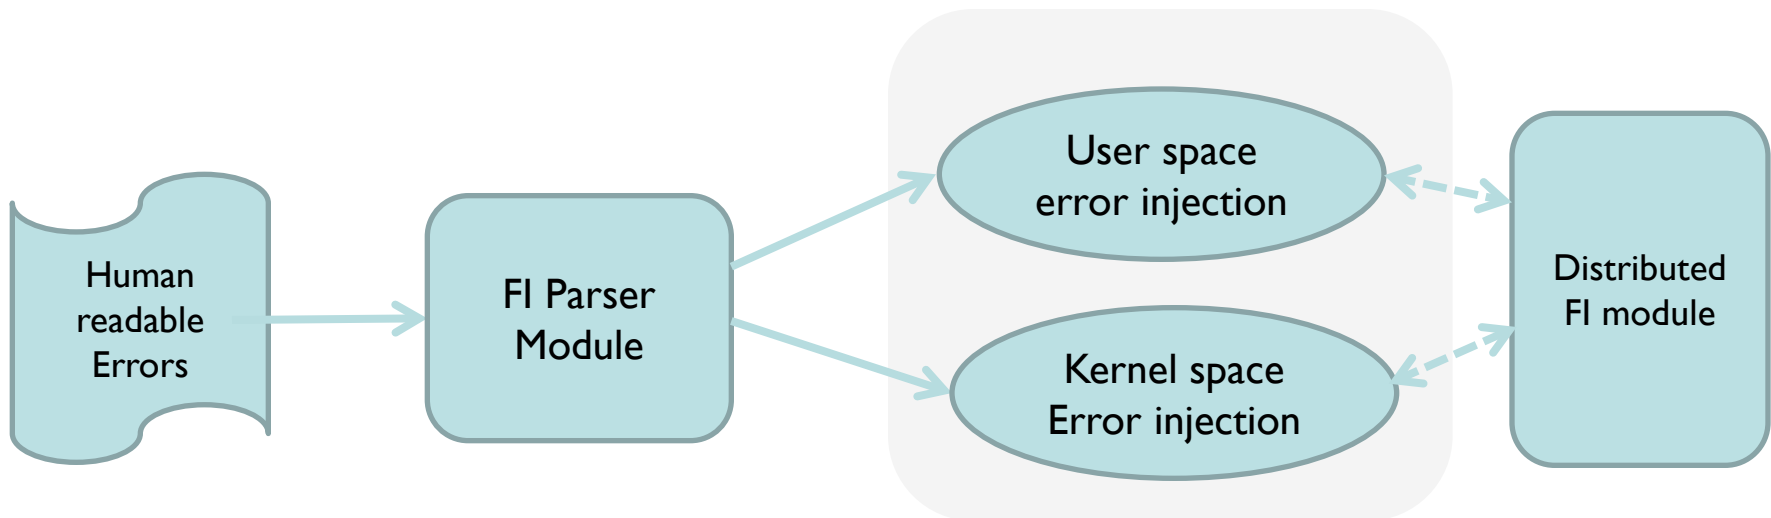 Human
readable
Errors
FI Parser
Module
User space
error injection
Kernel space
Error injection
Distributed
FI module